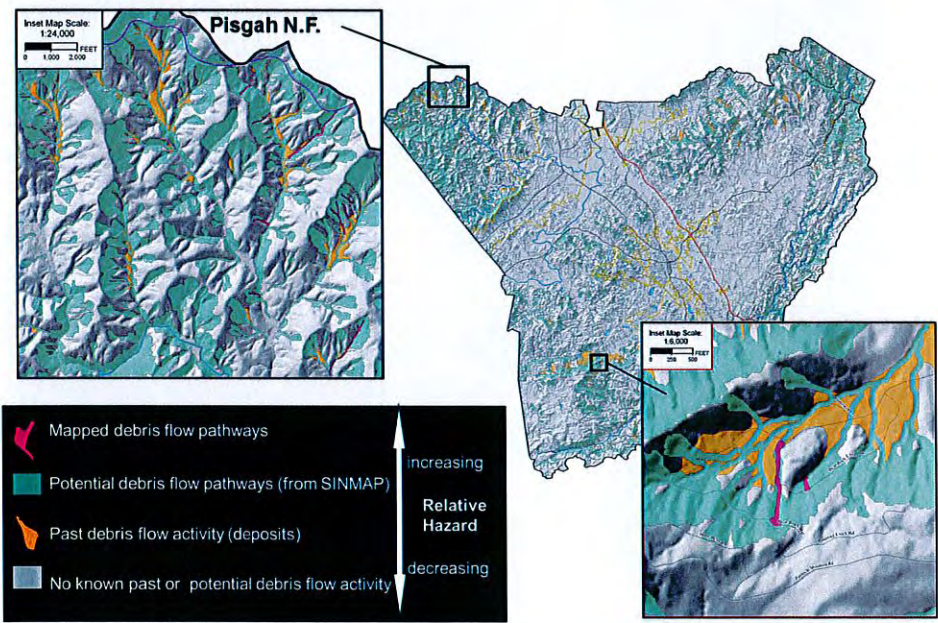 Inset Map Scale:
1:24,000
FEET
0 1,000 2,000
Pisgah N.F.
Inset Map Scale:
1:6,000
FEET
0 250 500
Mapped debris flow pathways
Potential debris flow pathways (from SINMAP)
Past debris flow activity (deposits)
No known past or potential debris flow activity
increasing
Relative
Hazard
decreasing